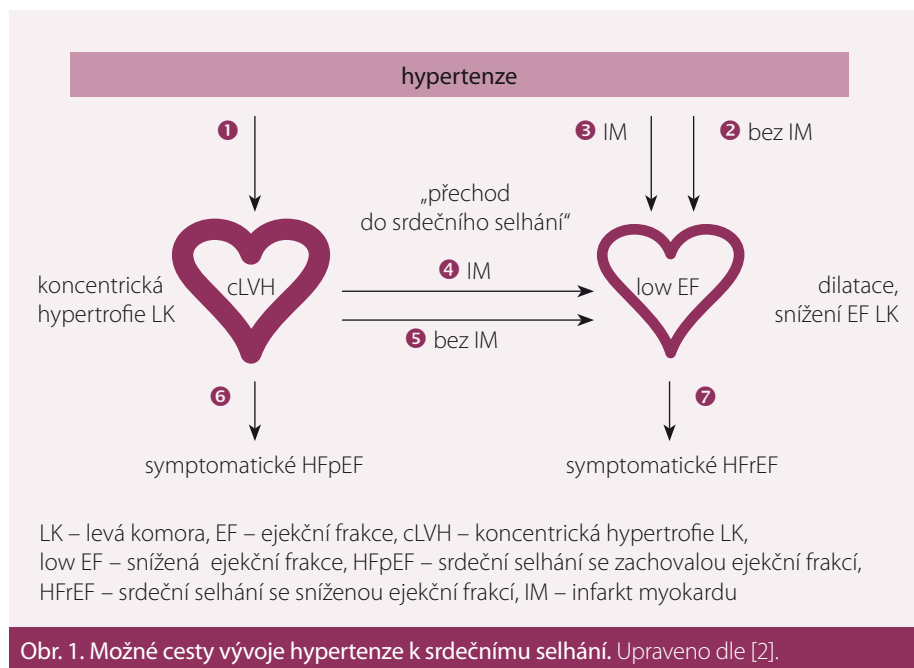 hypertenze
❶
❸ IM
❷ bez IM
„přechod
do srdečního selhání“
koncentrická
hypertrofie LK
cLVH
❹ IM
❺ bez IM
low EF
dilatace,
snížení EF LK
❻
❼
symptomatické HFpEF
symptomatické HFrEF
LK – levá komora, EF – ejekční frakce, cLVH – koncentrická hypertrofie LK,
low EF – snížená ejekční frakce, HFpEF – srdeční selhání se zachovalou ejekční frakcí,
HFrEF – srdeční selhání se sníženou ejekční frakcí, IM – infarkt myokardu
Obr. 1. Možné cesty vývoje hypertenze k srdečnímu selhání. Upraveno dle [2].